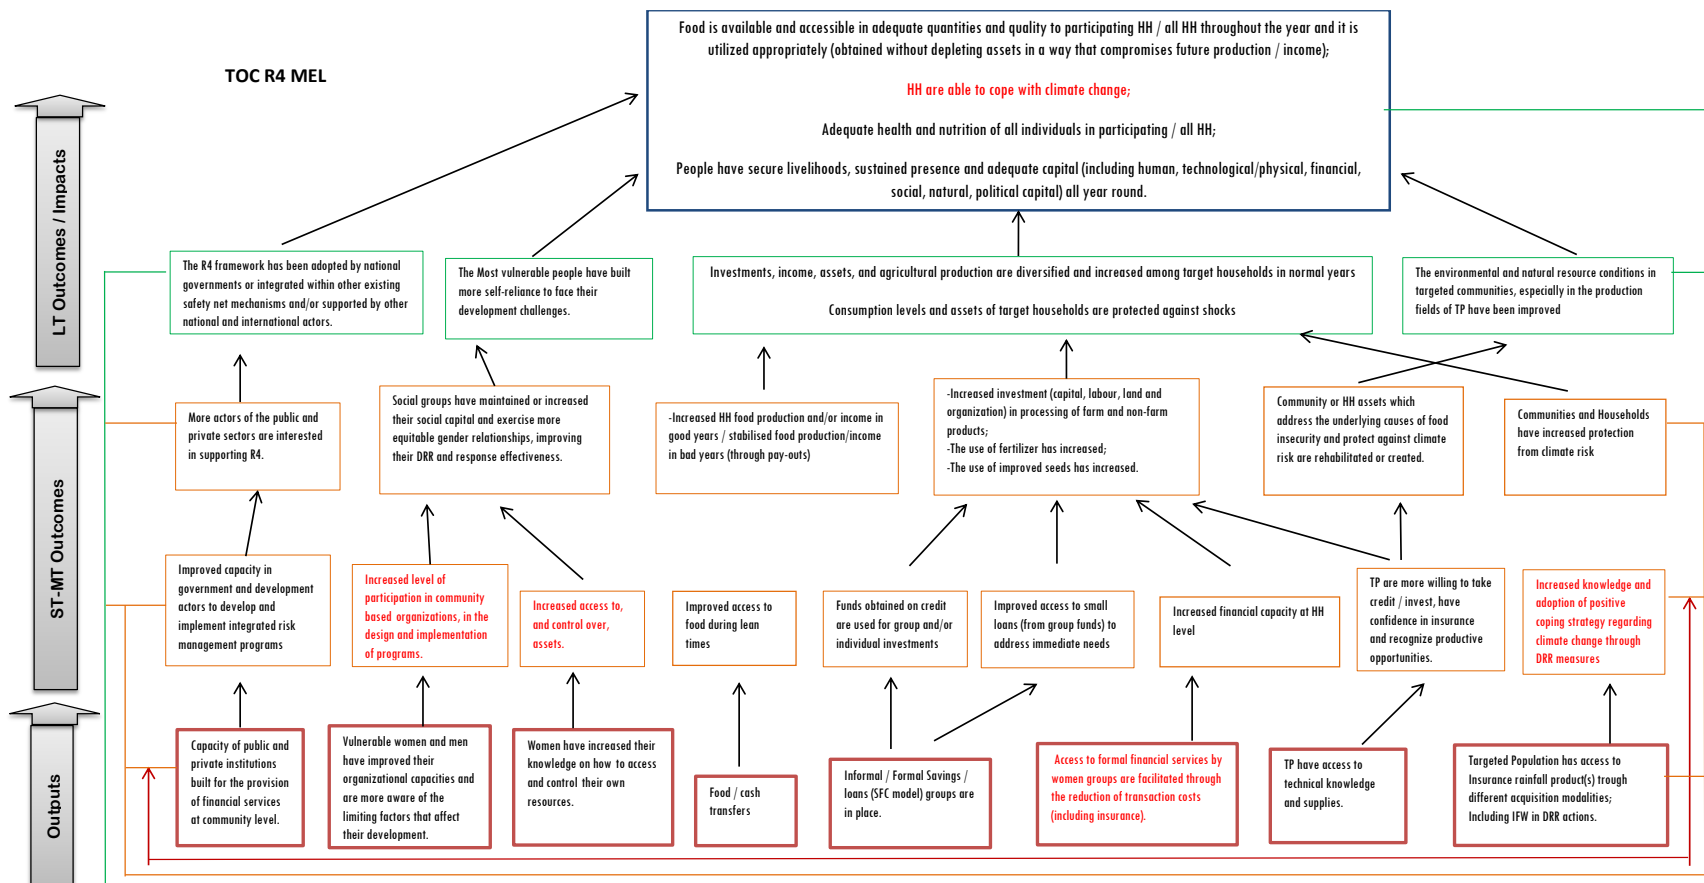 TOC R4 MEL
Food is available and accessible in adequate quantities and quality to participating HH / all HH throughout the year and it is
utilized appropriately (obtained without depleting assets in a way that compromises future production / income);
HH are able to cope with climate change;
Adequate health and nutrition of all individuals in participating / all HH;
People have secure livelihoods, sustained presence and adequate capital (including human, technological/physical, financial,
social, natural, political capital) all year round.
LT Outcomes / Impacts
The R4 framework has been adopted by national
governments or integrated within other existing
safety net mechanisms and/or supported by other
national and international actors.
The Most vulnerable people have built
more self-reliance to face their
development challenges.
Investments, income, assets, and agricultural production are diversified and increased among target households in normal years
Consumption levels and assets of target households are protected against shocks
The environmental and natural resource conditions in
targeted communities, especially in the production
fields of TP have been improved
ST-MT Outcomes
More actors of the public and
private sectors are interested
in supporting R4.
Social groups have maintained or increased
their social capital and exercise more
equitable gender relationships, improving
their DRR and response effectiveness.
-Increased HH food production and/or income in
good years / stabilised food production/income
in bad years (through pay-outs)
-Increased investment (capital, labour, land and
organization) in processing of farm and non-farm
products;
-The use of fertilizer has increased;
-The use of improved seeds has increased.
Community or HH assets which
address the underlying causes of food
insecurity and protect against climate
risk are rehabilitated or created.
Communities and Households
have increased protection
from climate risk
Improved capacity in
government and development
actors to develop and
implement integrated risk
management programs
Increased level of
participation in community
based organizations, in the
design and implementation
of programs.
Increased access to,
and control over,
assets.
Improved access to
food during lean
times
Funds obtained on credit
are used for group and/or
individual investments
Improved access to small
loans (from group funds) to
address immediate needs
Increased financial capacity at HH
level
TP are more willing to take
credit / invest, have
confidence in insurance
and recognize productive
opportunities.
Increased knowledge and
adoption of positive
coping strategy regarding
climate change through
DRR measures
Outputs
Capacity of public and
private institutions
built for the provision
of financial services
at community level.
Vulnerable women and men
have improved their
organizational capacities and
are more aware of the
limiting factors that affect
their development.
Women have increased their
knowledge on how to access
and control their own
resources.
Food / cash
transfers
Informal / Formal Savings /
loans (SFC model) groups are
in place.
Access to formal financial services by
women groups are facilitated through
the reduction of transaction costs
(including insurance).
TP have access to
technical knowledge
and supplies.
Targeted Population has access to
Insurance rainfall product(s) trough
different acquisition modalities;
Including IFW in DRR actions.